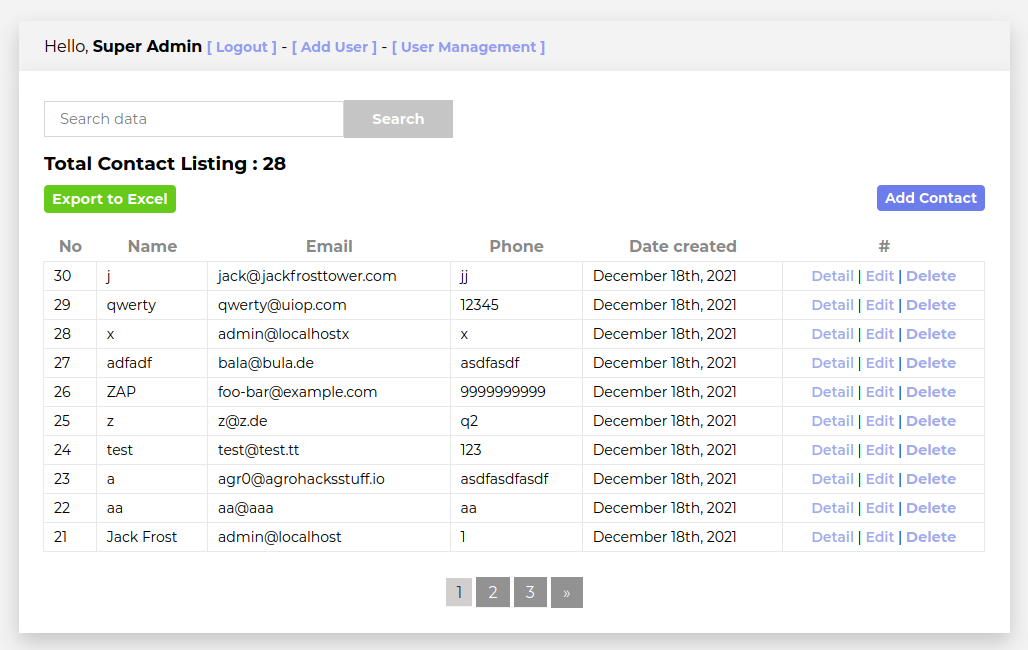 Hello, Super Admin [ Logout ] - [ Add User ] - [ User Management ]
Search data Search
Total Contact Listing : 28
Export to Excel Add Contact
No Name Email Phone Date created #
30 j jack@jackfrosttower.com jj December 18th, 2021 Detail | Edit | Delete
29 qwerty qwerty@uiop.com 12345 December 18th, 2021 Detail | Edit | Delete
28 x admin@localhostx x December 18th, 2021 Detail | Edit | Delete
27 adfadf bala@bula.de asdfasdf December 18th, 2021 Detail | Edit | Delete
26 ZAP foo-bar@example.com 9999999999 December 18th, 2021 Detail | Edit | Delete
25 z z@z.de q2 December 18th, 2021 Detail | Edit | Delete
24 test test@test.tt 123 December 18th, 2021 Detail | Edit | Delete
23 a agr0@agrohacksstuff.io asdfasdfasdf December 18th, 2021 Detail | Edit | Delete
22 aa aa@aaa aa December 18th, 2021 Detail | Edit | Delete
21 Jack Frost admin@localhost 1 December 18th, 2021 Detail | Edit | Delete
1 2 3 »